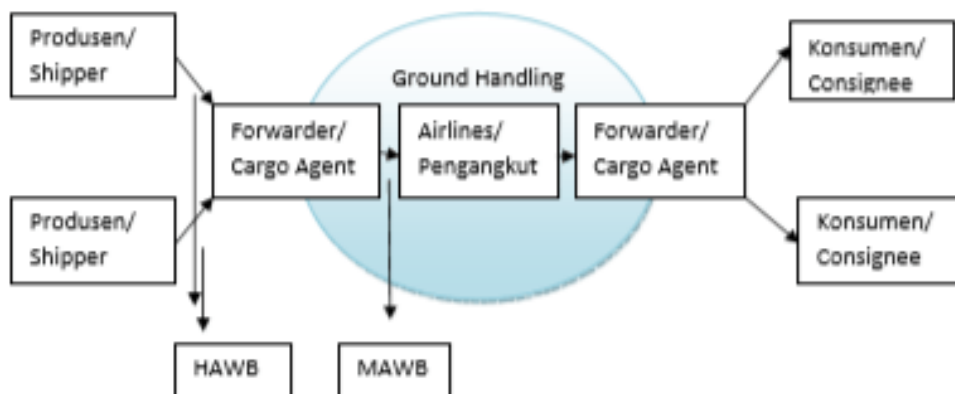 Produsen/
Shipper
Konsumen/
Consignee
Ground Handling
Forwarder/
Cargo Agent
Airlines/
Pengangkut
Forwarder/
Cargo Agent
Produsen/
Shipper
Konsumen/
Consignee
HAWB
MAWB